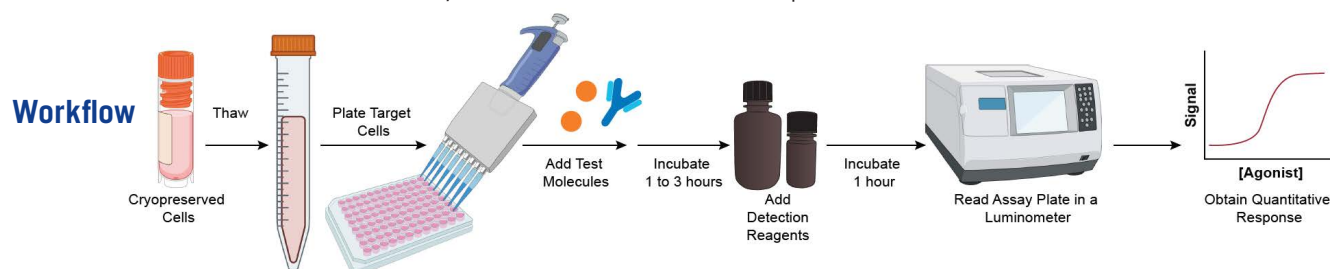 Workflow
Thaw
Cryopreserved
Cells
Plate Target
Cells
Add Test
Molecules
Incubate
1 to 3 hours
Add
Detection
Reagents
Incubate
1 hour
Read Assay Plate in a
Luminometer
Signal
[Agonist]
Obtain Quantitative
Response